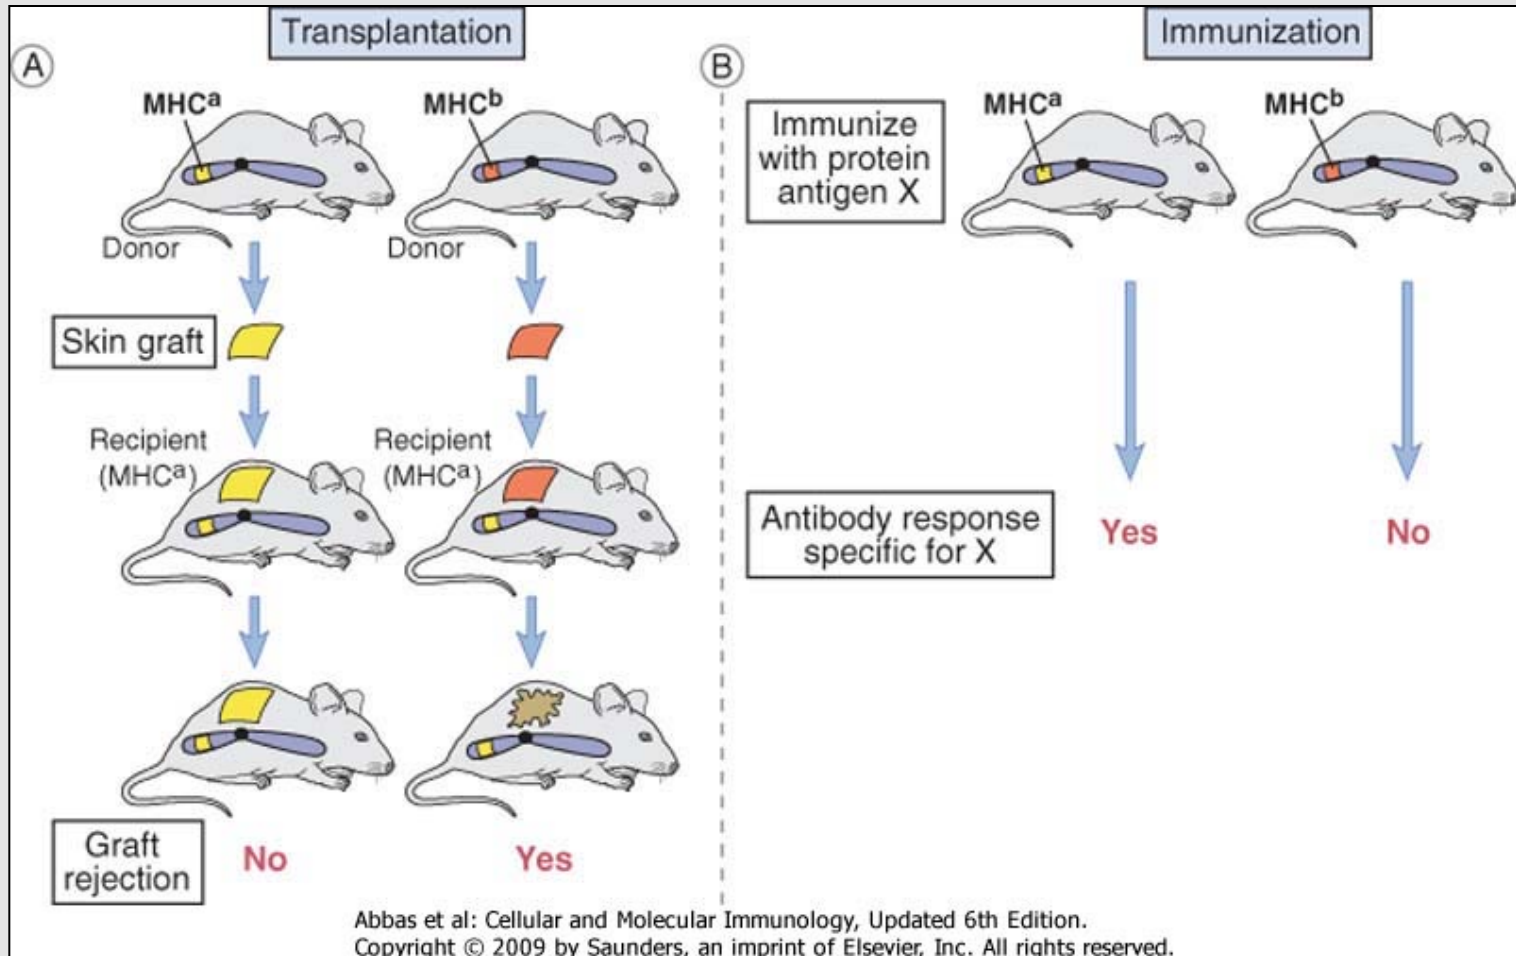 Transplantation
A
MHCa
MHCb
Donor
Donor
Skin graft
Recipient
(MHCa)
Recipient
(MHCa)
Graft
rejection
No
Yes
Immunization
B
Immunize
with protein
antigen X
MHCa
MHCb
Antibody response
specific for X
Yes
No
Abbas et al: Cellular and Molecular Immunology, Updated 6th Edition.
Copyright © 2009 by Saunders, an imprint of Elsevier, Inc. All rights reserved.